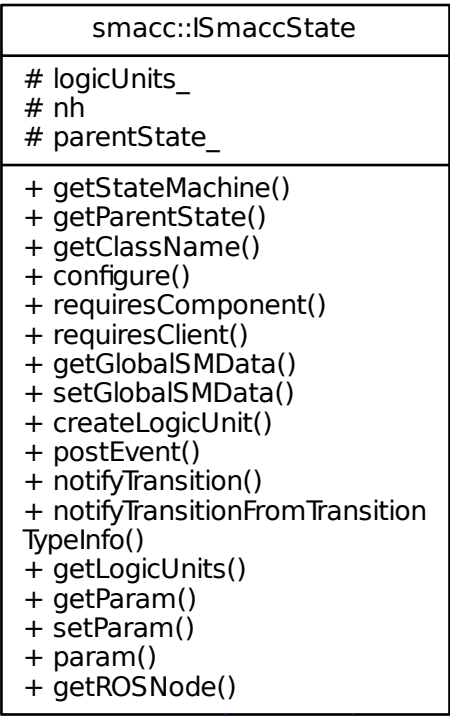 smacc::ISmaccState
# logicUnits_
# nh
# parentState_
+ getStateMachine()
+ getParentState()
+ getClassName()
+ configure()
+ requiresComponent()
+ requiresClient()
+ getGlobalSMData()
+ setGlobalSMData()
+ createLogicUnit()
+ postEvent()
+ notifyTransition()
+ notifyTransitionFromTransition
TypeInfo()
+ getLogicUnits()
+ getParam()
+ setParam()
+ param()
+ getROSNode()